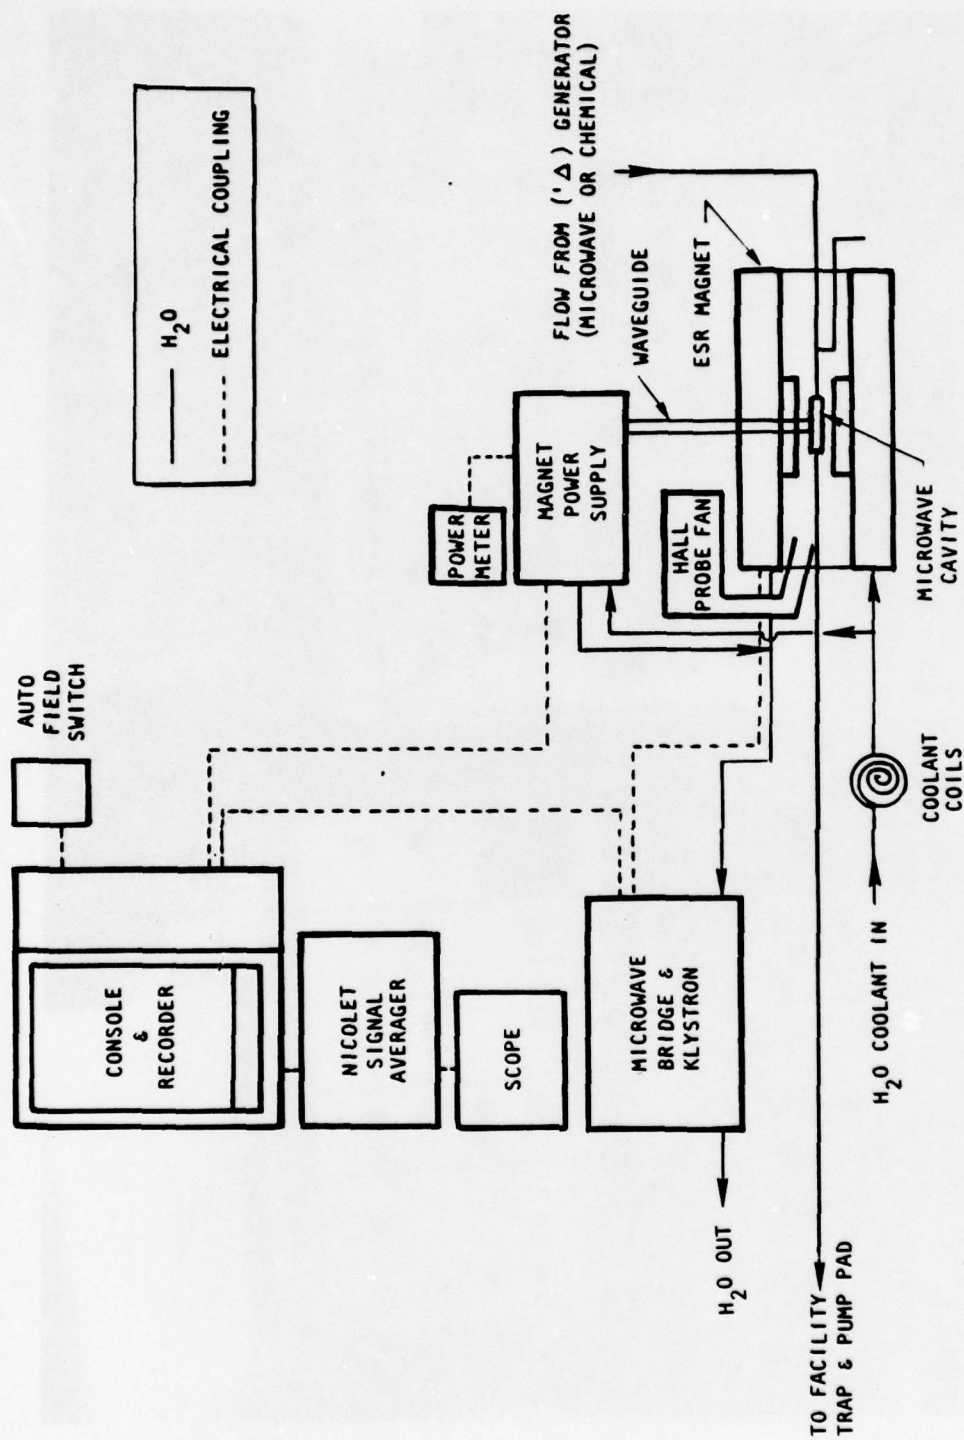 H₂O
ELECTRICAL COUPLING
AUTO
FIELD
SWITCH
CONSOLE
&
RECORDER
NICOLET
SIGNAL
AVERAGER
SCOPE
POWER
METER
MAGNET
POWER
SUPPLY
FLOW FROM ('Δ) GENERATOR
(MICROWAVE OR CHEMICAL)
WAVEGUIDE
ESR MAGNET
HALL
PROBE FAN
MICROWAVE
BRIDGE &
KLYSTRON
H₂O OUT
MICROWAVE
CAVITY
COOLANT
COILS
H₂O COOLANT IN
TO FACILITY
TRAP & PUMP PAD